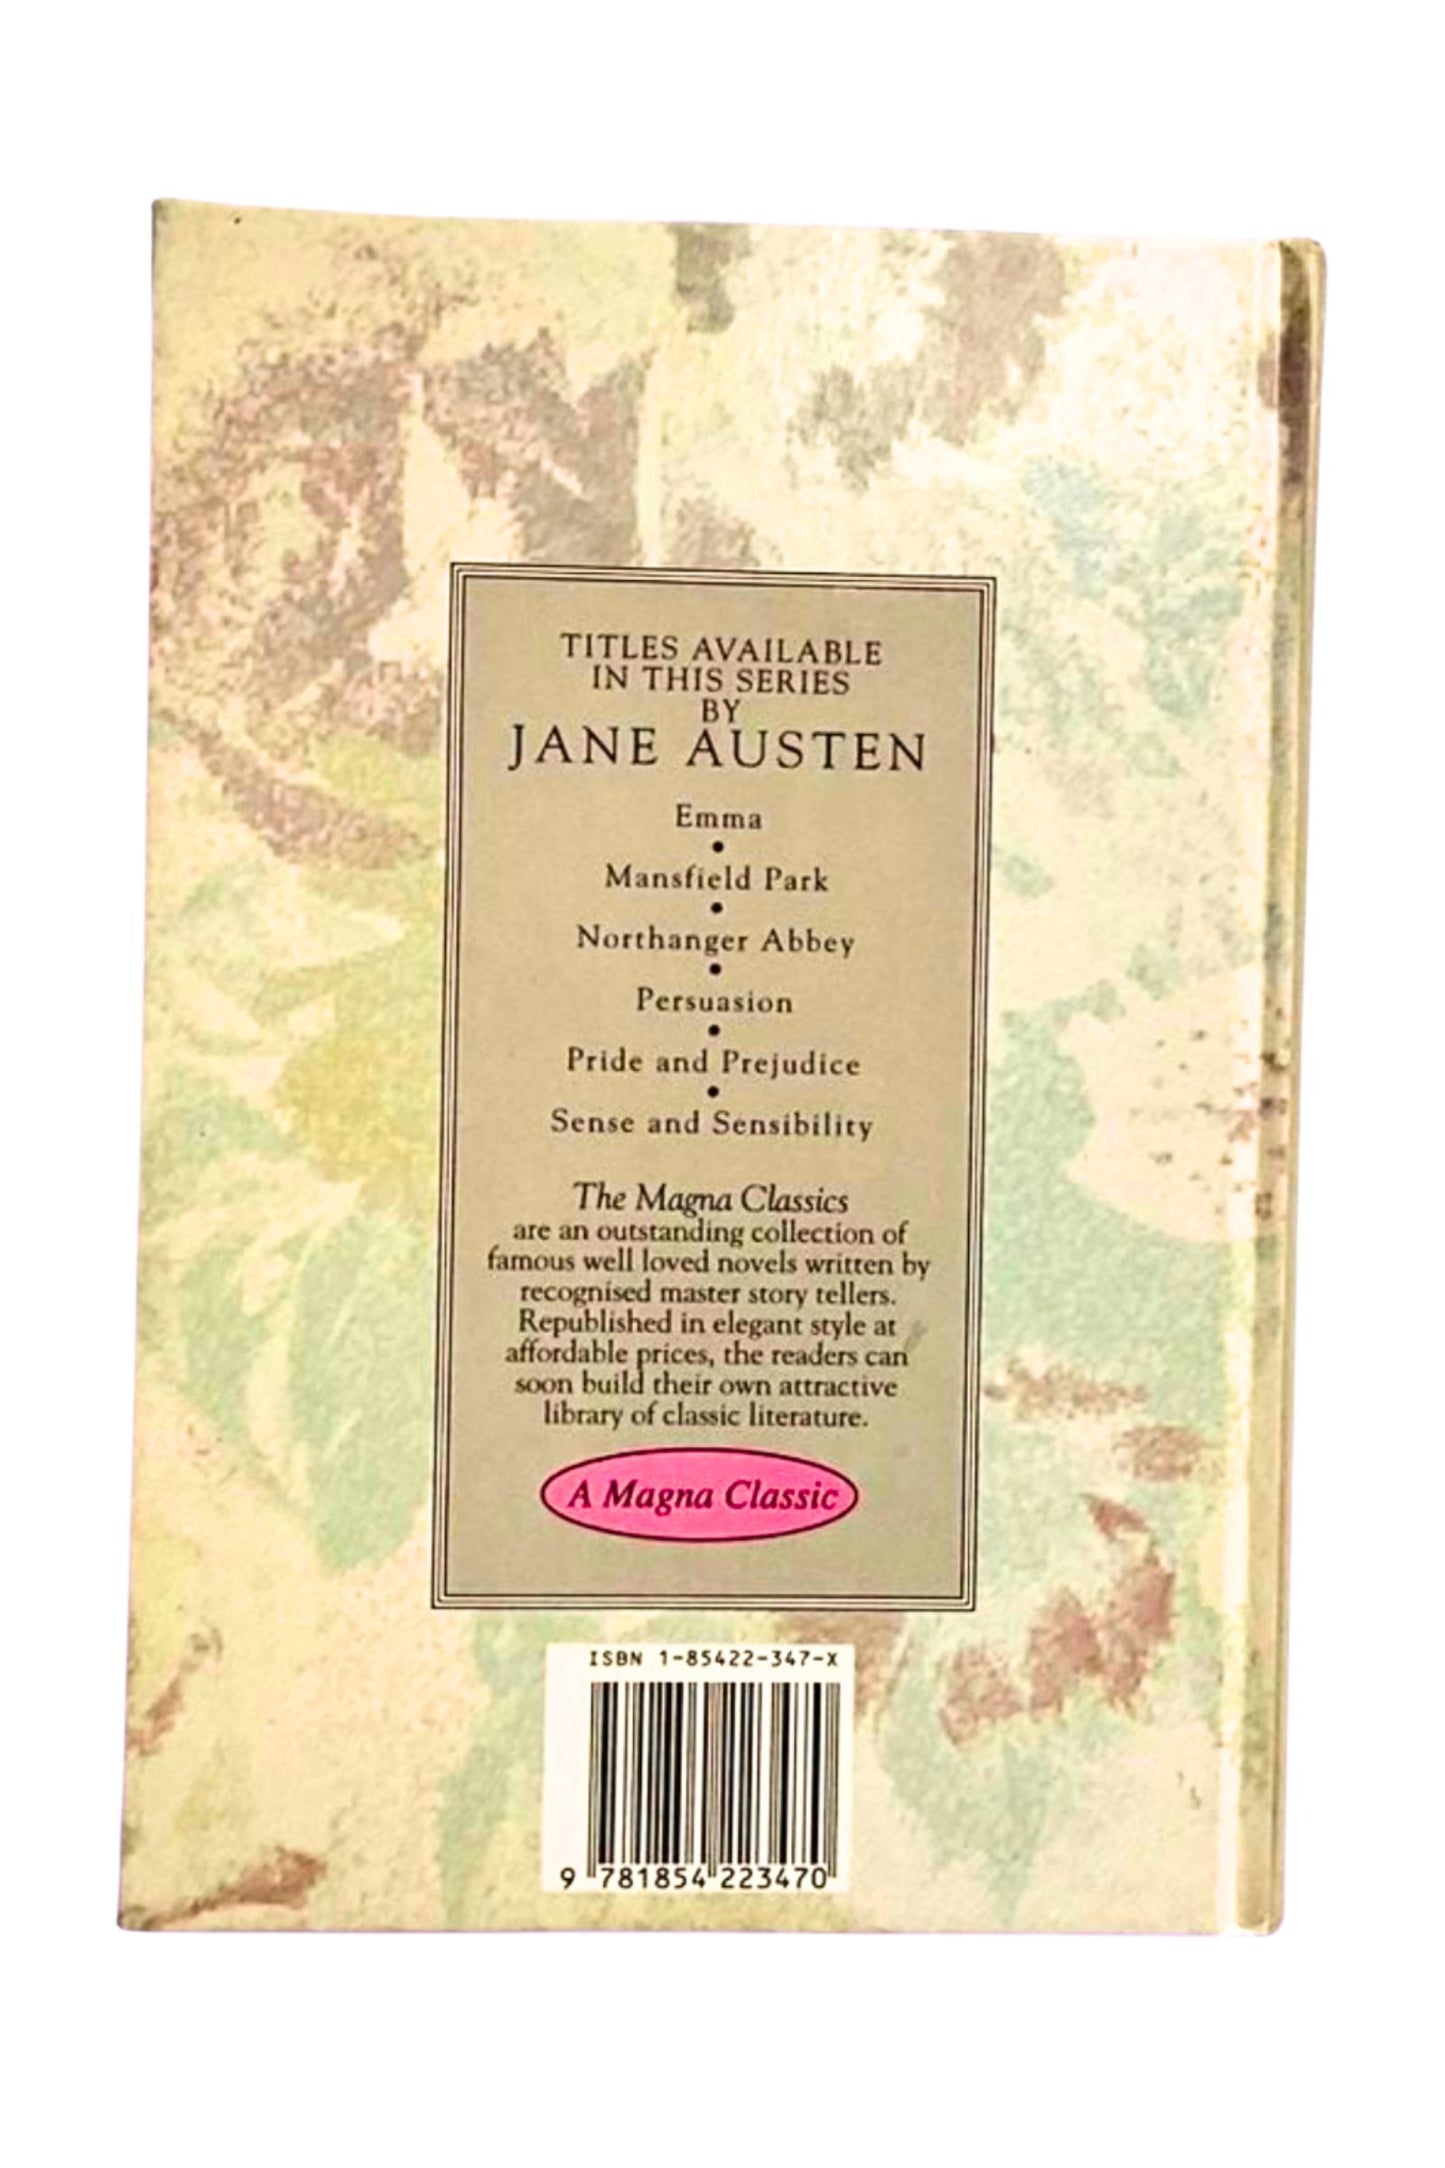 TITLES AVAILABLE
IN THIS SERIES
BY
JANE AUSTEN
Emma
•
Mansfield Park
•
Northanger Abbey
•
Persuasion
•
Pride and Prejudice
•
Sense and Sensibility
The Magna Classics
are an outstanding collection of
famous well loved novels written by
recognised master story tellers.
Republished in elegant style at
affordable prices, the readers can
soon build their own attractive
library of classic literature.
A Magna Classic
ISBN 1-85422-347-X
9 781854 223470